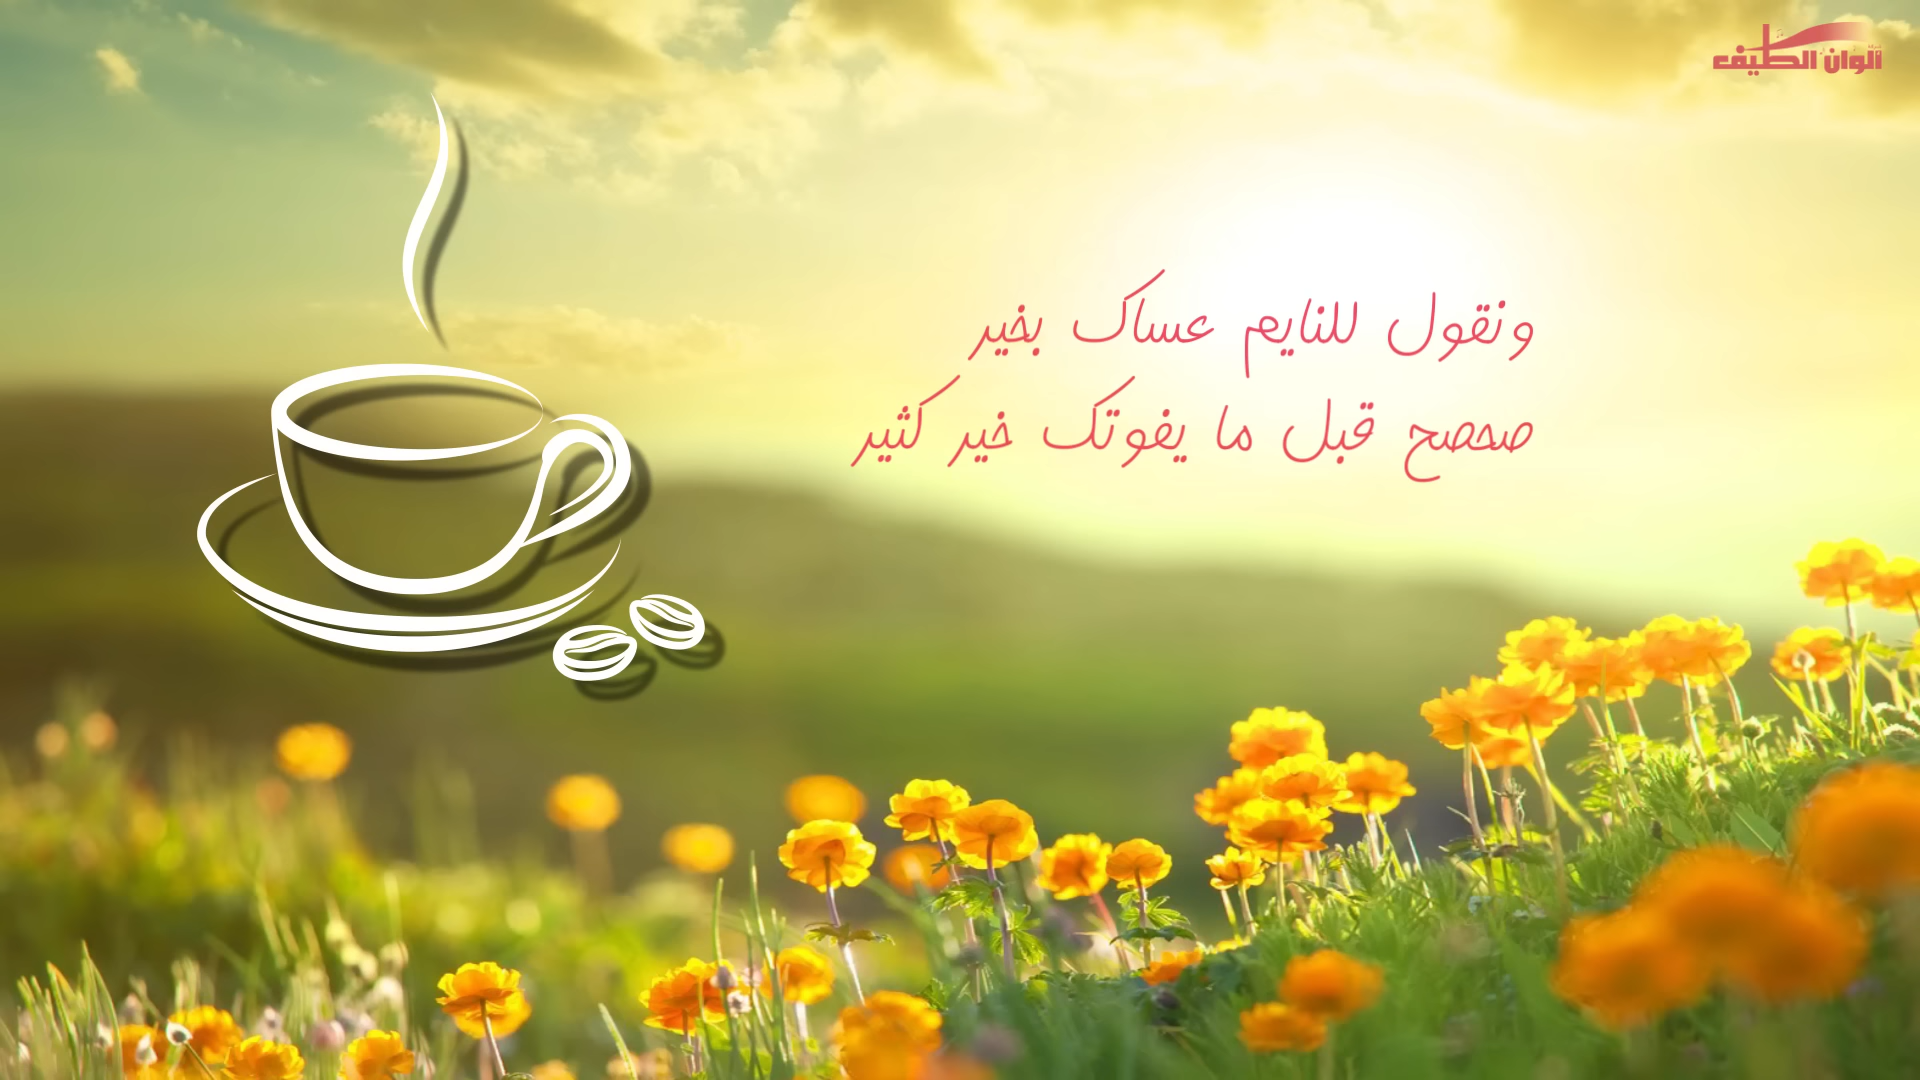 ألوان الطيف
ونقول للنايم عساك بخير
صحصح قبل ما يفوتك خير كثير